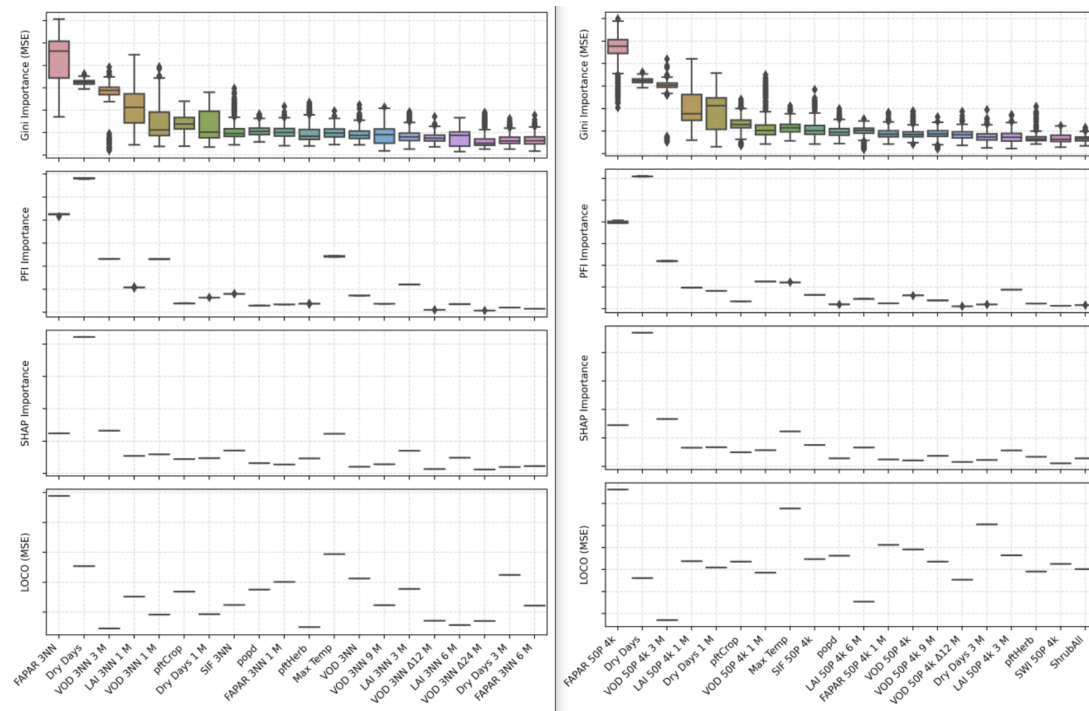 Gini Importance (MSE)
PFI Importance
SHAP Importance
LOCO (MSE)
FAPAR 3NN
Dry Days
VOD 3NN 3 M
LAI 3NN 1 M
VOD 3NN 1 M
pftCrop
Dry Days 1 M
SIF 3NN
popd
FAPAR 3NN 1 M
pftHerb
Max Temp
VOD 3NN
VOD 3NN 9 M
LAI 3NN 3 M
VOD 3NN Δ12 M
LAI 3NN 6 M
VOD 3NN Δ24 M
Dry Days 3 M
FAPAR 3NN 6 M
Gini Importance (MSE)
PFI Importance
SHAP Importance
LOCO (MSE)
FAPAR 50P 4k
Dry Days
VOD 50P 4k 3 M
LAI 50P 4k 1 M
Dry Days 1 M
pftCrop
VOD 50P 4k 1 M
Max Temp
SIF 50P 4k
popd
LAI 50P 4k 6 M
FAPAR 50P 4k 1 M
VOD 50P 4k
VOD 50P 4k 9 M
VOD 50P 4k Δ12 M
Dry Days 3 M
LAI 50P 4k 3 M
pftHerb
SWI 50P 4k
ShrubAll